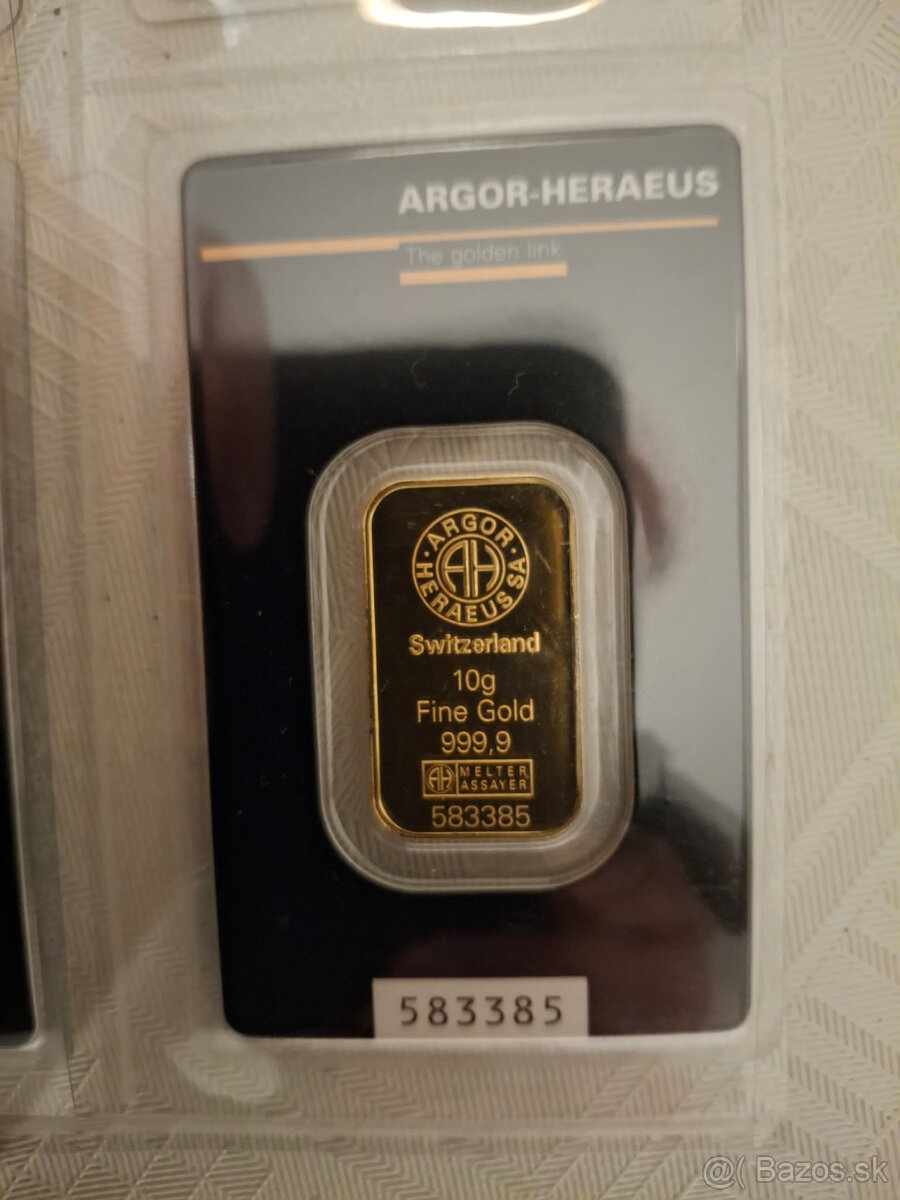 ARGOR-HERAEUS
The golden link
·ARGOR·
HERAEUS SA
AH
Switzerland
10g
Fine Gold
999,9
AH MELTER
ASSAYER
583385
583385
@( Bazos.sk